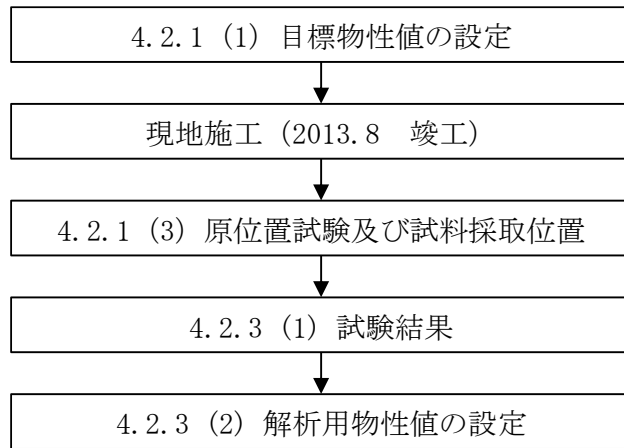 4.2.1 (1) 目標物性値の設定
現地施工 (2013.8　竣工)
4.2.1 (3) 原位置試験及び試料採取位置
4.2.3 (1) 試験結果
4.2.3 (2) 解析用物性値の設定